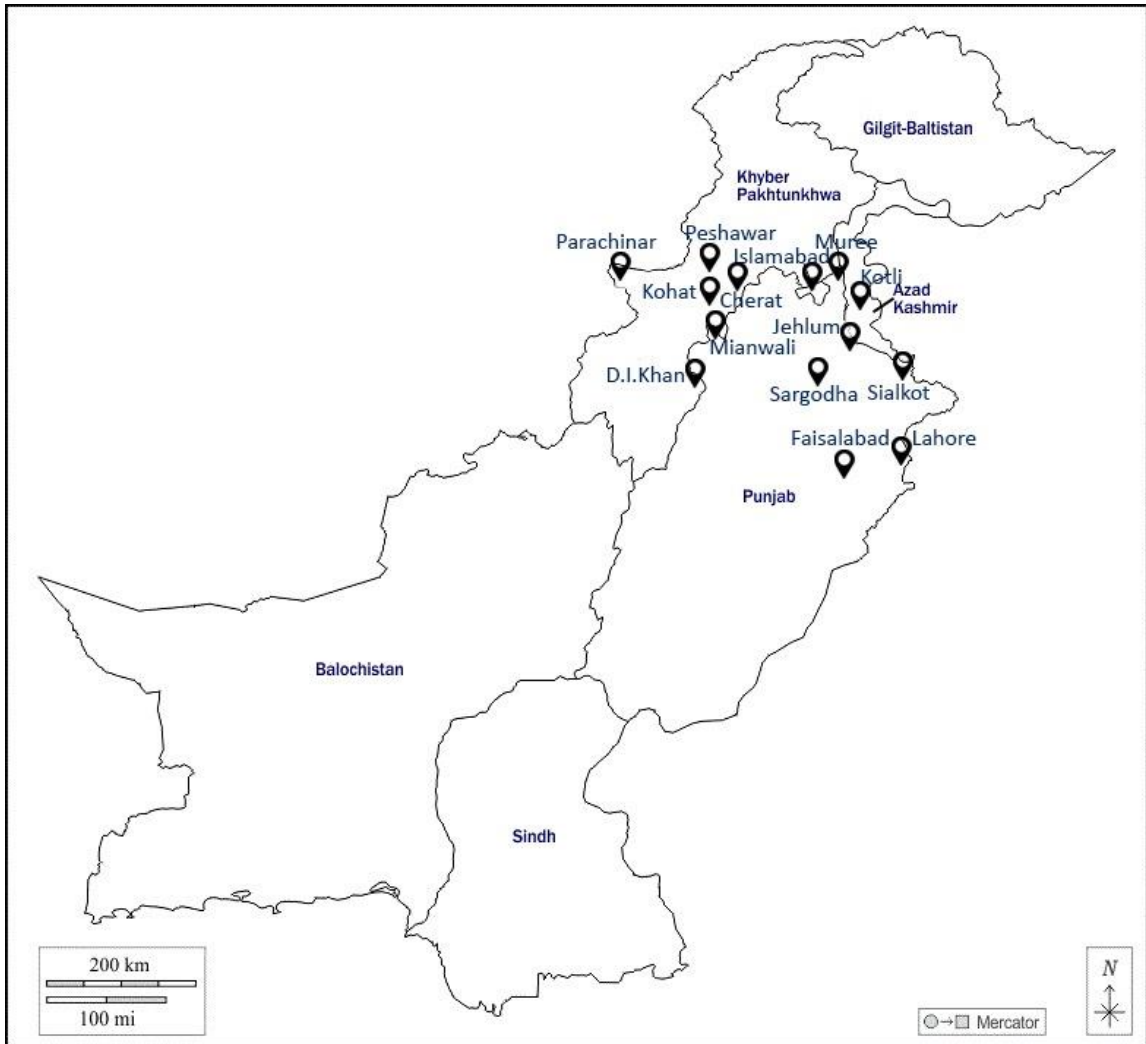 Gilgit-Baltistan
Khyber
Pakhtunkhwa
Peshawar
Muree
Parachinar
Islamabad
Kotli
Kohat
Cherat
Azad
Kashmir
Jehlum
Mianwali
D.I.Khan
Sargodha
Sialkot
Faisalabad
Lahore
Punjab
Balochistan
Sindh
200 km
100 mi
N
Mercator